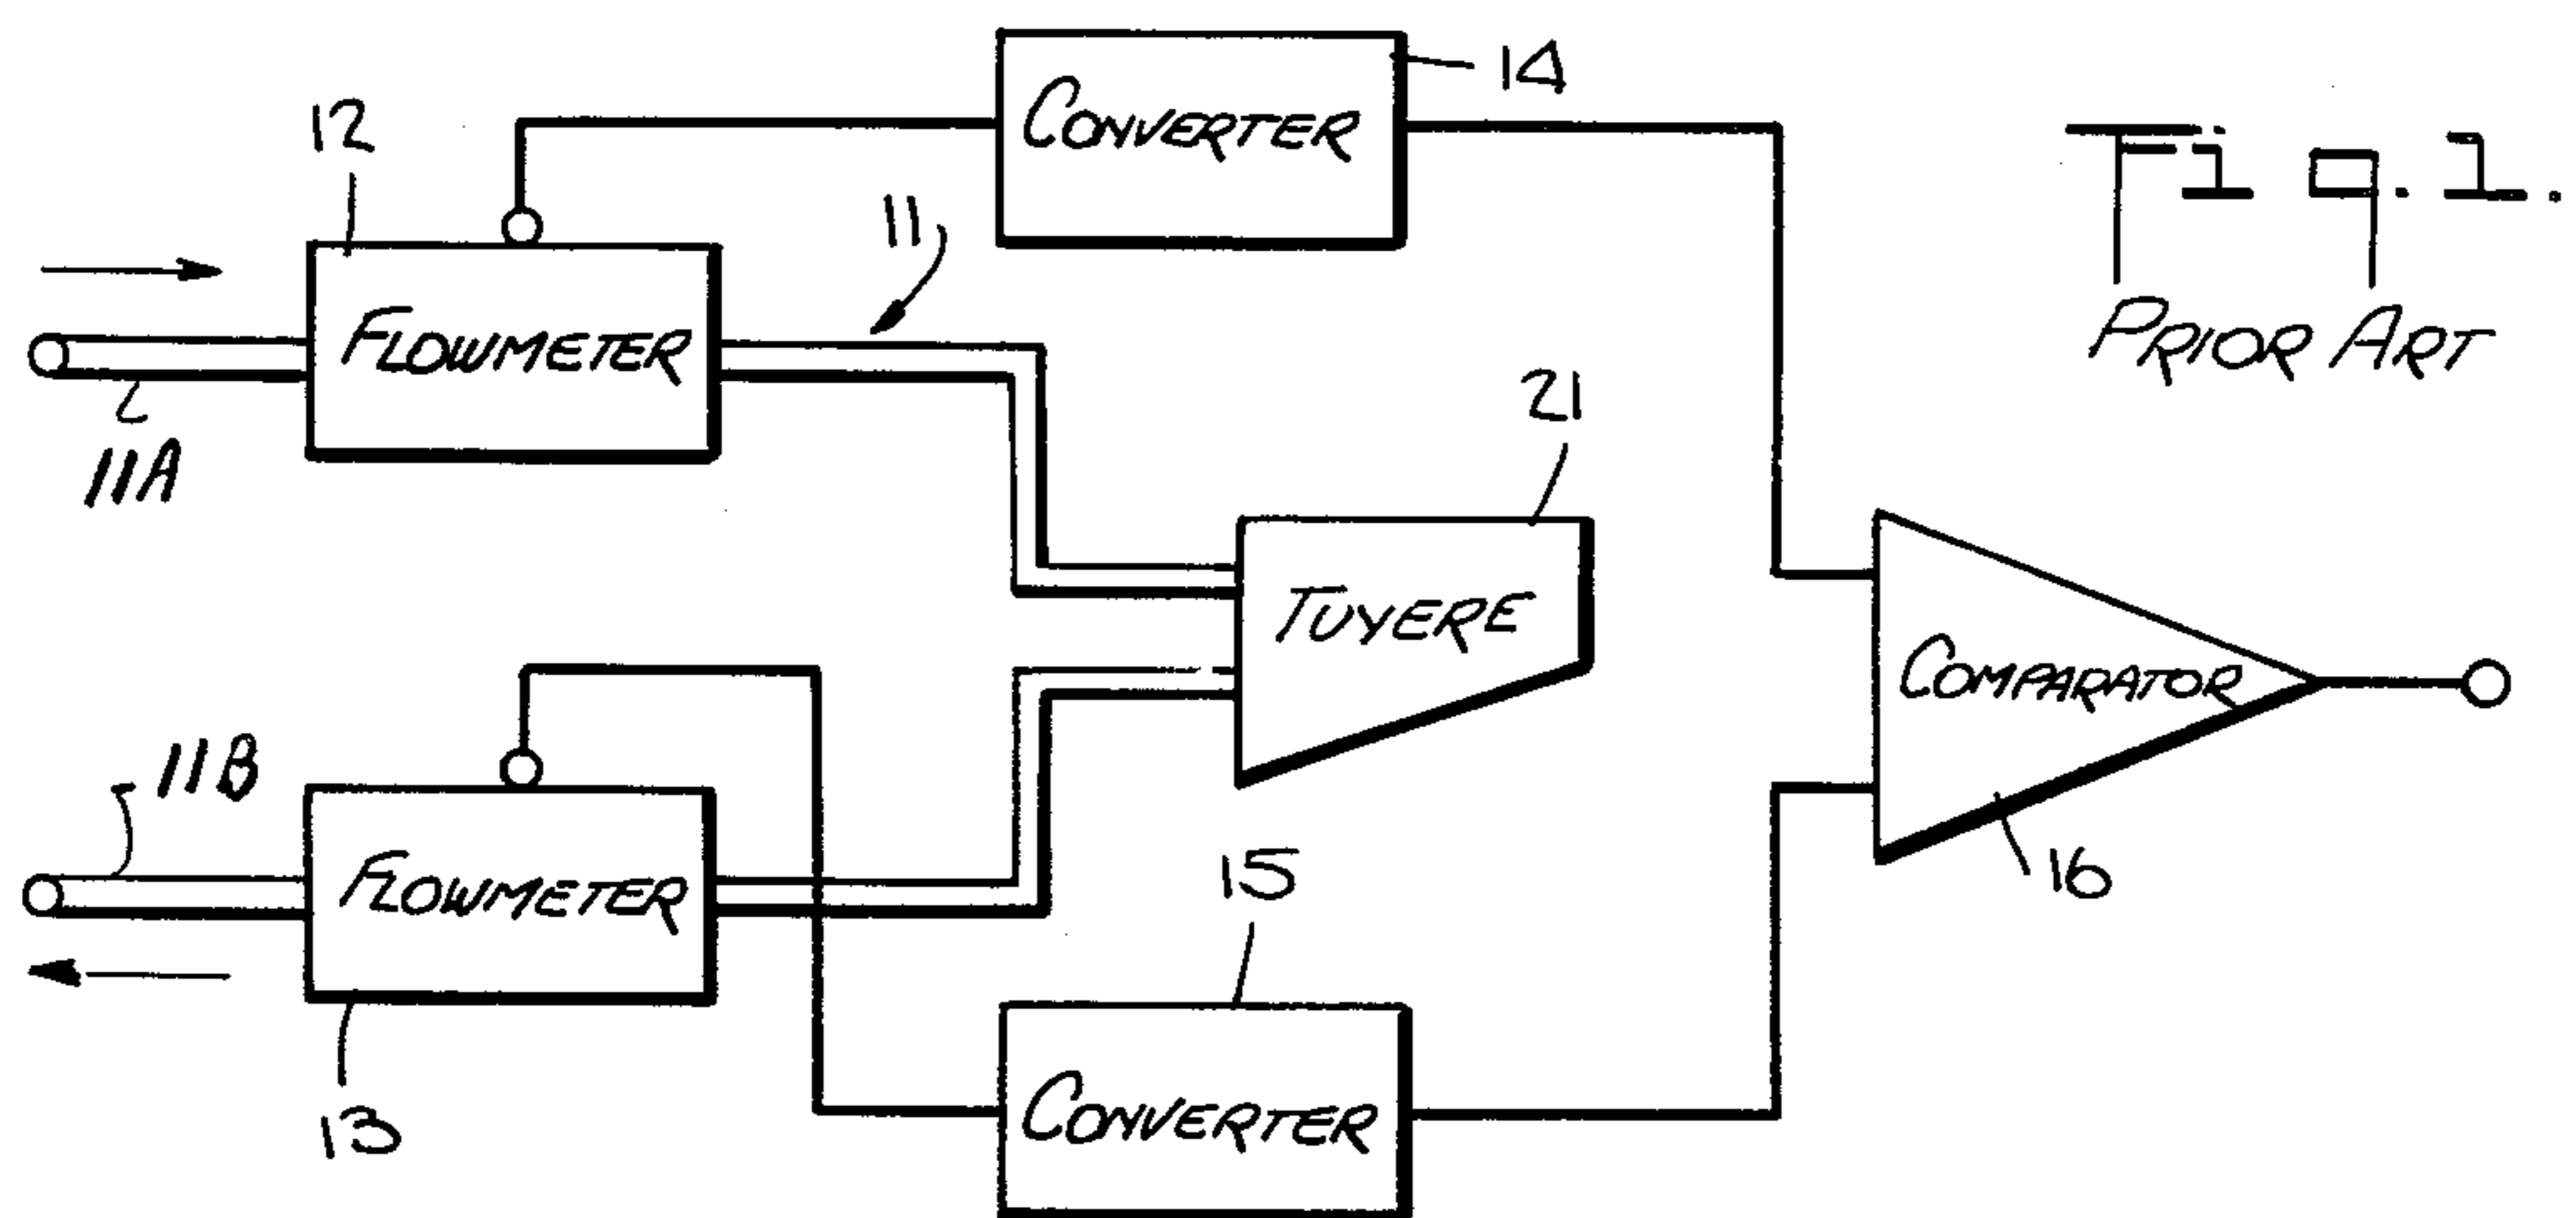 14
CONVERTER
12
Fig. 1.
PRIOR ART
11
FLOWMETER
11A
21
TUYERE
COMPARATOR
16
11B
FLOWMETER
13
15
CONVERTER